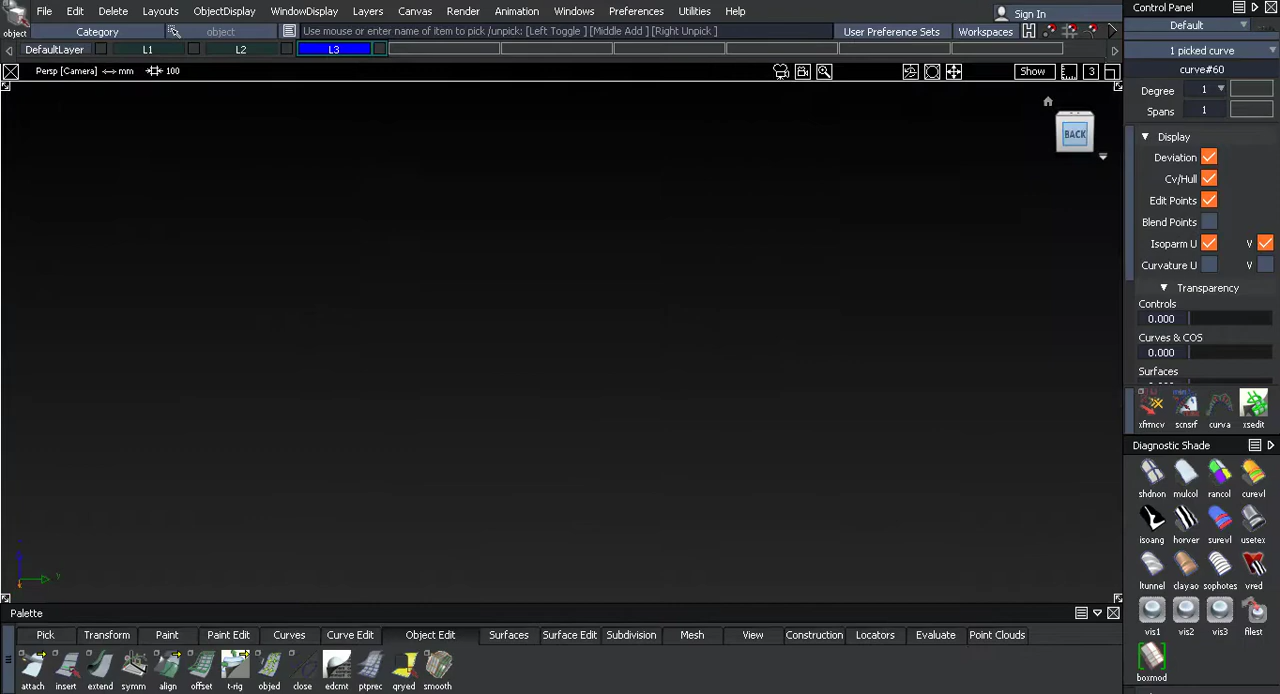 File Edit Delete Layouts ObjectDisplay WindowDisplay Layers Canvas Render Animation Windows Preferences Utilities Help
Sign In
Control Panel
object
Category
object
Use mouse or enter name of item to pick /unpick: [Left Toggle ] [Middle Add ] [Right Unpick ]
User Preference Sets
Workspaces
Default
DefaultLayer L1 L2 L3
1 picked curve
Persp [Camera] mm 100
Show
3
curve#60
Degree 1
Spans 1
BACK
Display
Deviation
Cv/Hull
Edit Points
Blend Points
Isoparm U V
Curvature U V
Transparency
Controls
0.000
Curves & COS
0.000
Surfaces
xfrmcv scnsrf curva xsedit
Diagnostic Shade
shdnon mulcol rancol curevl
isoang horver surevl usetex
ltunnel clayao sophotes vred
vis1 vis2 vis3 filest
boxmod
Y
Palette
Pick Transform Paint Paint Edit Curves Curve Edit Object Edit Surfaces Surface Edit Subdivision Mesh View Construction Locators Evaluate Point Clouds
attach insert extend symm align offset t-rig objed close edcmt ptprec qryed smooth